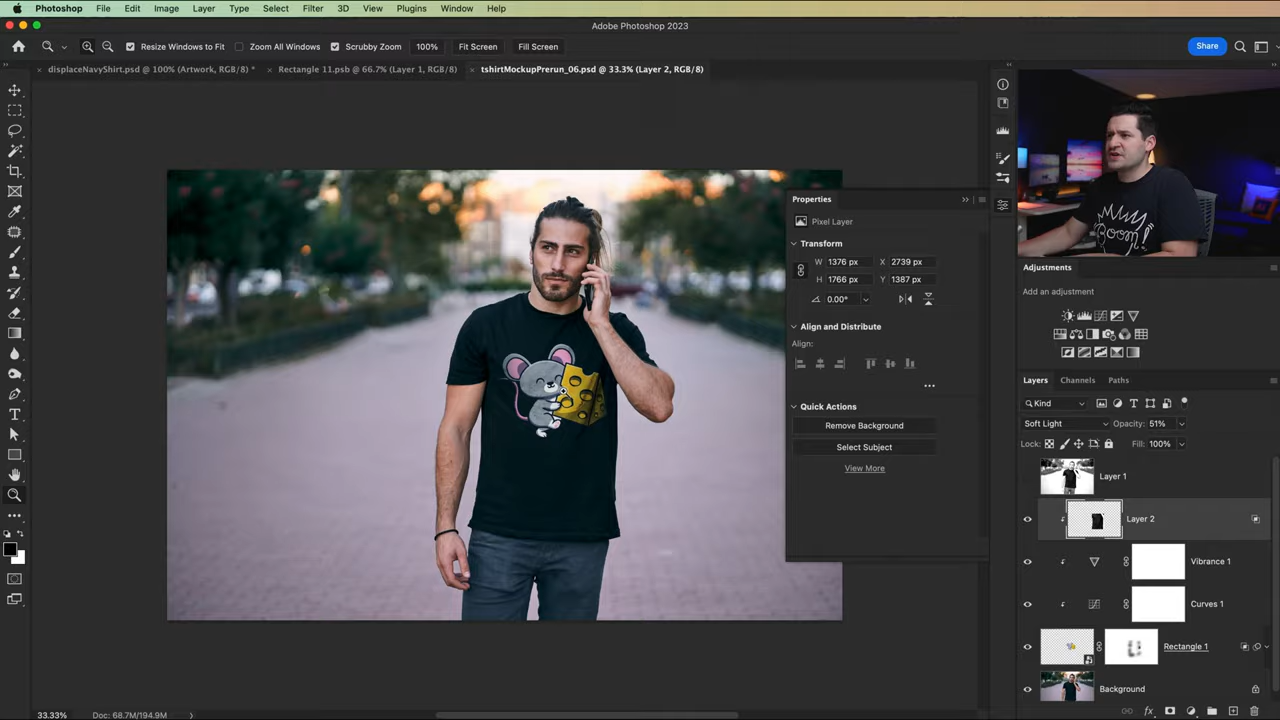 Photoshop File Edit Image Layer Type Select Filter 3D View Plugins Window Help
Adobe Photoshop 2023
Resize Windows to Fit Zoom All Windows Scrubby Zoom 100% Fit Screen Fill Screen Share
displaceNavyShirt.psd @ 100% (Artwork, RGB/8) * Rectangle 11.psb @ 66.7% (Layer 1, RGB/8) tshirtMockupPrerun_06.psd @ 33.3% (Layer 2, RGB/8)
Properties
Pixel Layer
Transform
W 1376 px X 2739 px
H 1766 px Y 1387 px
0.00°
Align and Distribute
Align:
Quick Actions
Remove Background
Select Subject
View More
Boom!
Adjustments
Add an adjustment
Layers Channels Paths
Kind
Soft Light Opacity: 51%
Lock: Fill: 100%
Layer 1
Layer 2
Vibrance 1
Curves 1
Rectangle 1
Background
33.33% Doc: 68.7M/194.9M